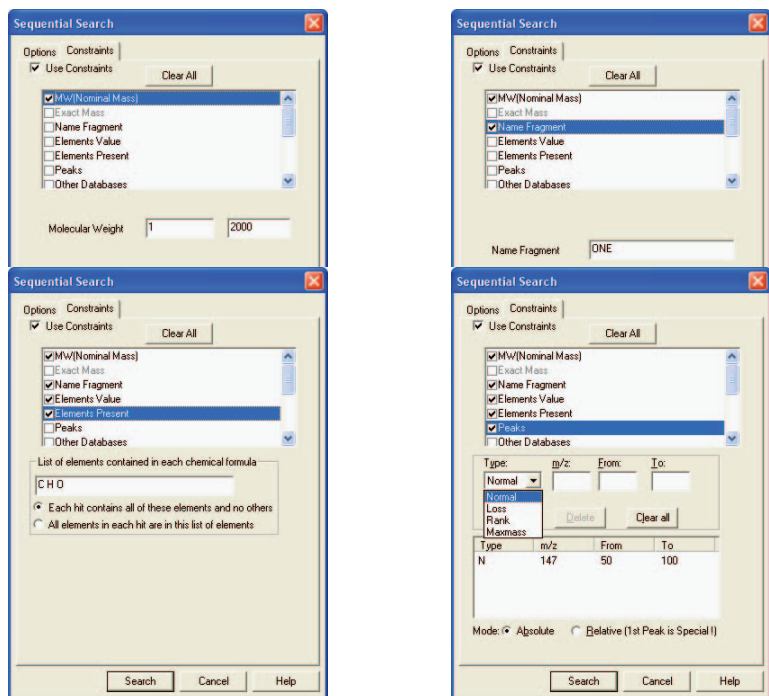 Sequential Search
Options Constraints
Use Constraints
Clear All
MW(Nominal Mass)
Exact Mass
Name Fragment
Elements Value
Elements Present
Peaks
Other Databases
Molecular Weight 1 2000
Sequential Search
Options Constraints
Use Constraints
Clear All
MW(Nominal Mass)
Exact Mass
Name Fragment
Elements Value
Elements Present
Peaks
Other Databases
Name Fragment ONE
Sequential Search
Options Constraints
Use Constraints
Clear All
MW(Nominal Mass)
Exact Mass
Name Fragment
Elements Value
Elements Present
Peaks
Other Databases
List of elements contained in each chemical formula
C H O
Each hit contains all of these elements and no others
All elements in each hit are in this list of elements
Search Cancel Help
Sequential Search
Options Constraints
Use Constraints
Clear All
MW(Nominal Mass)
Exact Mass
Name Fragment
Elements Value
Elements Present
Peaks
Other Databases
Type: m/z: From: To:
Normal
Normal
Loss
Rank
Maxmass
Delete Clear all
Type m/z From To
N 147 50 100
Mode: Absolute Relative (1st Peak is Special !)
Search Cancel Help